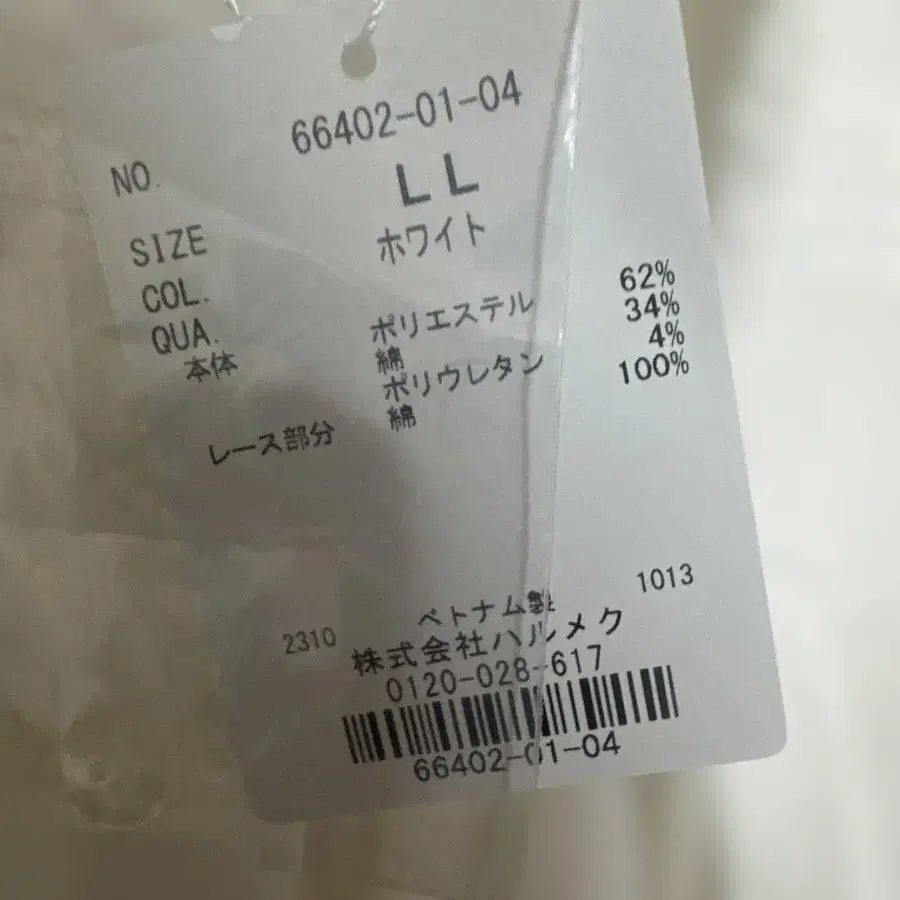 NO. 66402-01-04
SIZE LL
COL. ホワイト
QUA.
本体 ポリエステル 62%
綿 34%
ポリウレタン 4%
レース部分 綿 100%
ベトナム製 1013
2310 株式会社ハルメク
0120-028-617
66402-01-04